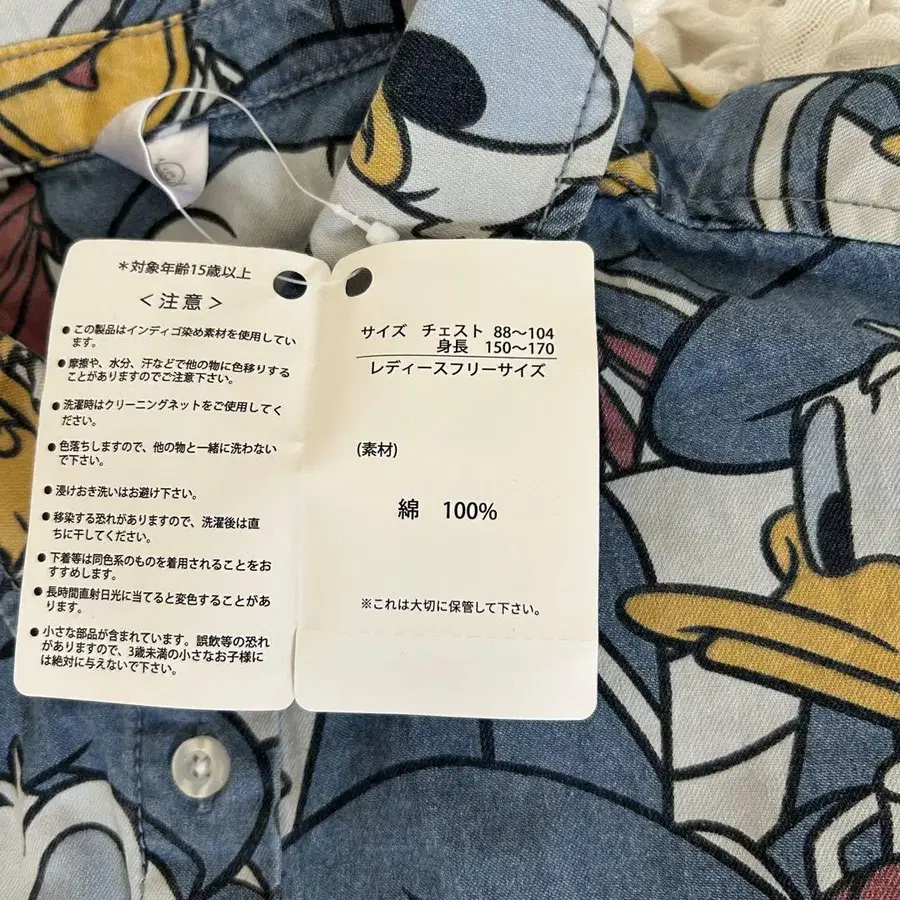 ＊対象年齢15歳以上
＜注意＞
●この製品はインディゴ染め素材を使用してい
ます。
●摩擦や、水分、汗などで他の物に色移りする
ことがありますのでご注意下さい。
●洗濯時はクリーニングネットをご使用してく
ださい。
●色落ちしますので、他の物と一緒に洗わない
で下さい。
●浸けおき洗いはお避け下さい。
●移染する恐れがありますので、洗濯後は直
ちに干してください。
●下着等は同色系のものを着用されることをお
すすめします。
●長時間直射日光に当てると変色することがあ
ります。
●小さな部品が含まれています。誤飲等の恐れ
がありますので、3歳未満の小さなお子様に
は絶対に与えないで下さい。
サイズ チェスト 88〜104
身長 150〜170
レディースフリーサイズ
(素材)
綿 100%
※これは大切に保管して下さい。